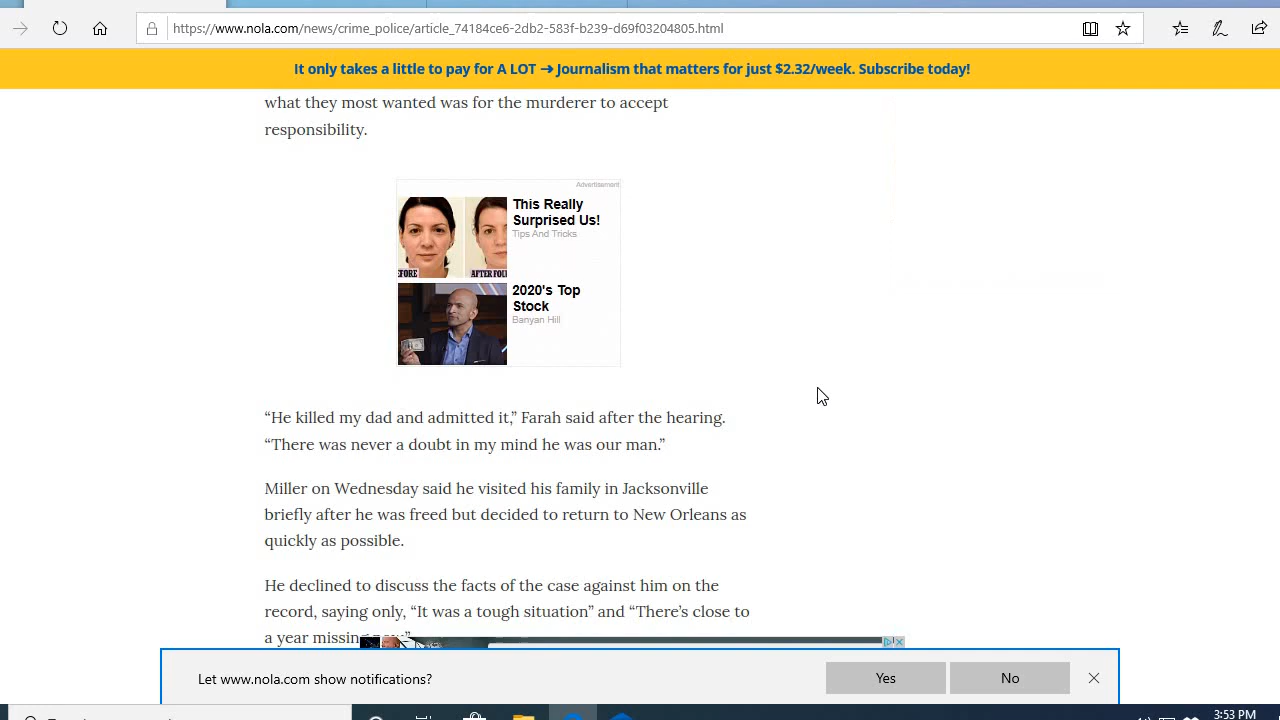 https://www.nola.com/news/crime_police/article_74184ce6-2db2-583f-b239-d69f03204805.html
It only takes a little to pay for A LOT ➜ Journalism that matters for just $2.32/week. Subscribe today!
what they most wanted was for the murderer to accept
responsibility.
Advertisement
This Really
Surprised Us!
Tips And Tricks
AFTER
2020's Top
Stock
Banyan Hill
“He killed my dad and admitted it,” Farah said after the hearing.
“There was never a doubt in my mind he was our man.”
Miller on Wednesday said he visited his family in Jacksonville
briefly after he was freed but decided to return to New Orleans as
quickly as possible.
He declined to discuss the facts of the case against him on the
record, saying only, “It was a tough situation” and “There’s close to
a year missing
Let www.nola.com show notifications?
Yes
No
3:53 PM